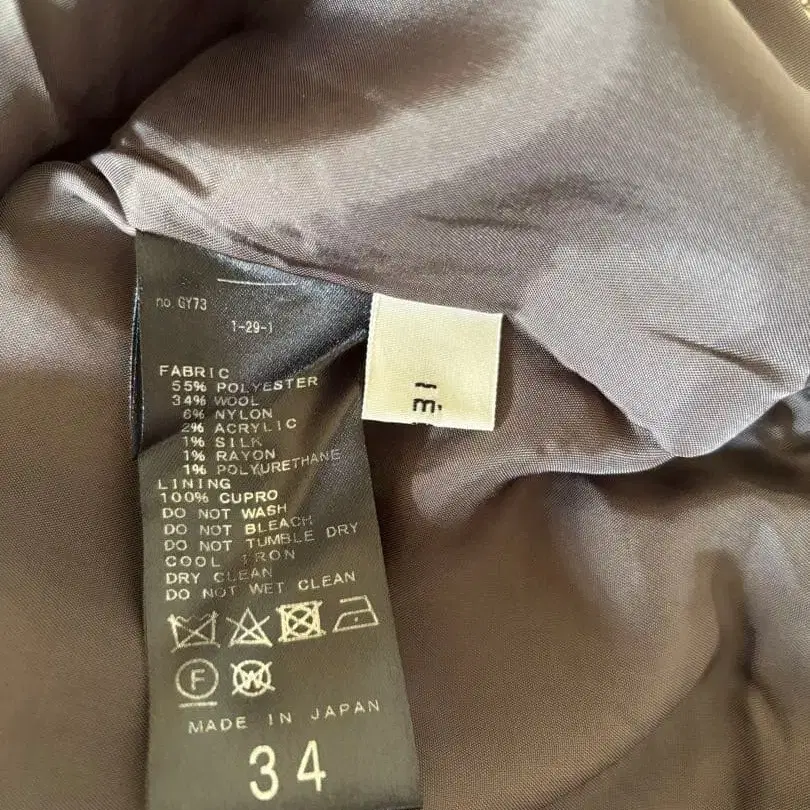 no. GY73
1-29-1
FABRIC
55% POLYESTER
34% WOOL
6% NYLON
2% ACRYLIC
1% SILK
1% RAYON
1% POLYURETHANE
LINING
100% CUPRO
DO NOT WASH
DO NOT BLEACH
DO NOT TUMBLE DRY
COOL IRON
DRY CLEAN
DO NOT WET CLEAN
F
W
MADE IN JAPAN
34